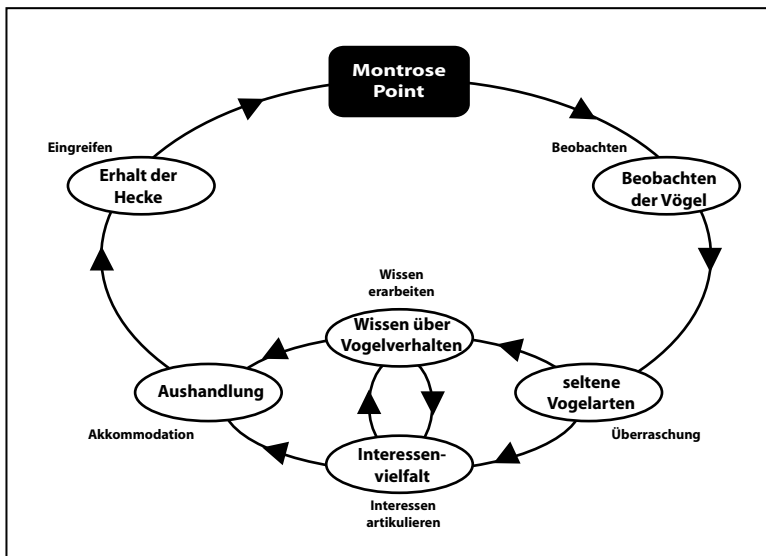 Montrose
Point
Eingreifen
Beobachten
Erhalt der
Hecke
Beobachten
der Vögel
Wissen
erarbeiten
Wissen über
Vogelverhalten
Aushandlung
seltene
Vogelarten
Akkommodation
Überraschung
Interessen-
vielfalt
Interessen
artikulieren